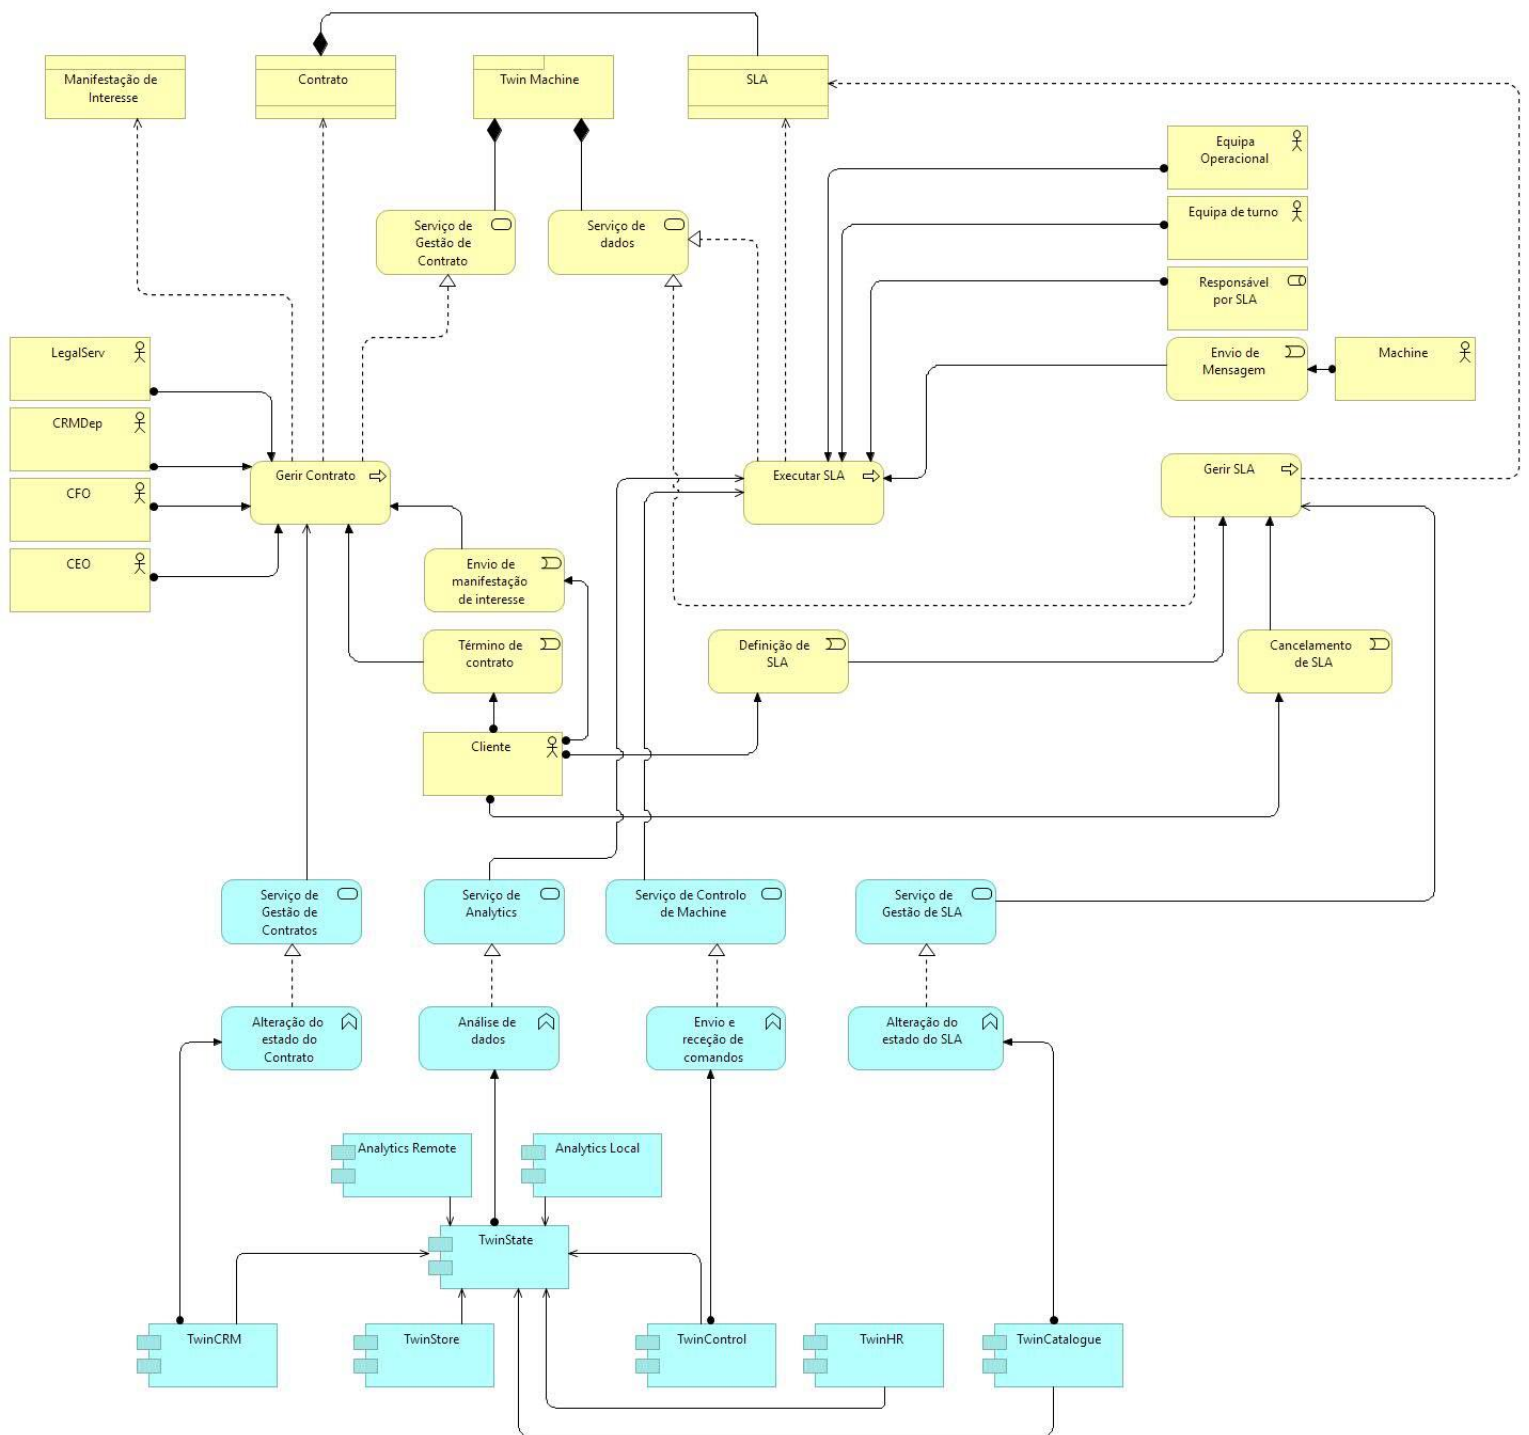 Manifestação de
Interesse
Contrato
Twin Machine
SLA
Equipa
Operacional
Equipa de turno
Serviço de
Gestão de
Contrato
Serviço de
dados
Responsável
por SLA
Envio de
Mensagem
Machine
LegalServ
CRMDep
CFO
CEO
Gerir Contrato
Executar SLA
Gerir SLA
Envio de
manifestação
de interesse
Término de
contrato
Definição de
SLA
Cancelamento
de SLA
Cliente
Serviço de
Gestão de
Contratos
Serviço de
Analytics
Serviço de Controlo
de Machine
Serviço de
Gestão de SLA
Alteração do
estado do
Contrato
Análise de
dados
Envio e
receção de
comandos
Alteração do
estado do SLA
Analytics Remote
Analytics Local
TwinState
TwinCRM
TwinStore
TwinControl
TwinHR
TwinCatalogue